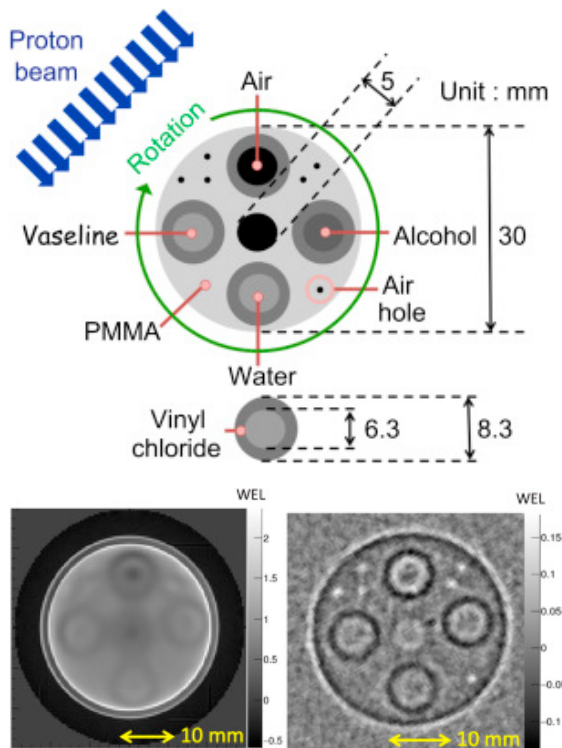 Proton
beam
Air
5
Unit : mm
Rotation
Vaseline
Alcohol
30
PMMA
Air
hole
Water
Vinyl
chloride
6.3
8.3
WEL
2
1.5
1
0.5
0
-0.5
10 mm
WEL
0.15
0.1
0.05
0
-0.05
-0.1
10 mm